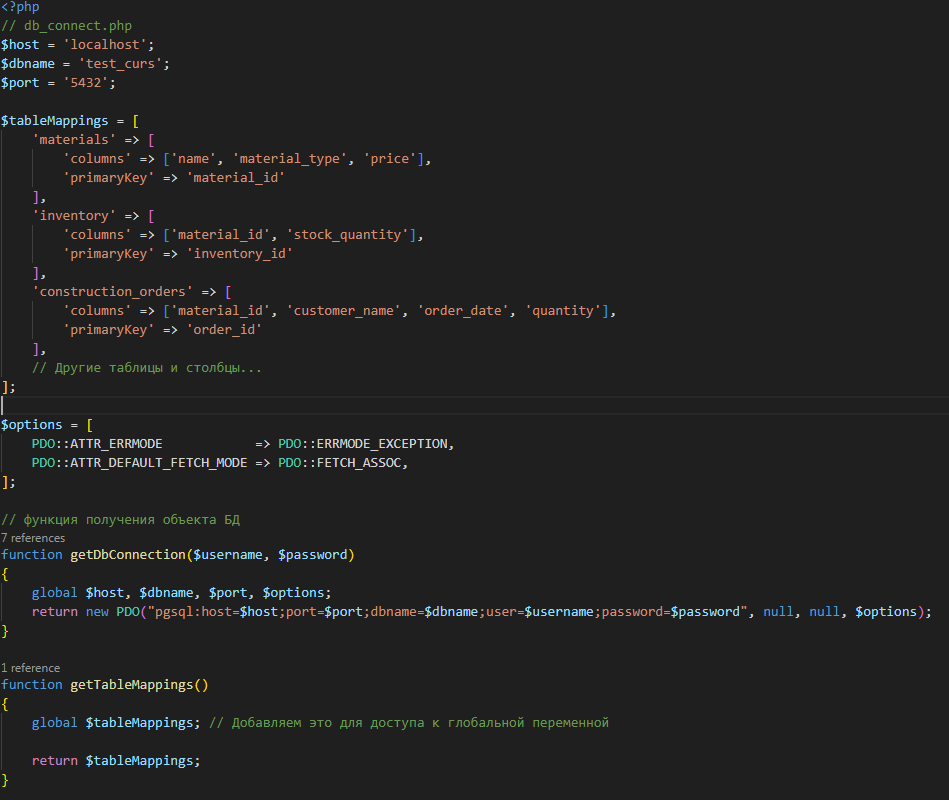 <?php
// db_connect.php
$host = 'localhost';
$dbname = 'test_curs';
$port = '5432';
$tableMappings = [
    'materials' => [
        'columns' => ['name', 'material_type', 'price'],
        'primaryKey' => 'material_id'
    ],
    'inventory' => [
        'columns' => ['material_id', 'stock_quantity'],
        'primaryKey' => 'inventory_id'
    ],
    'construction_orders' => [
        'columns' => ['material_id', 'customer_name', 'order_date', 'quantity'],
        'primaryKey' => 'order_id'
    ],
    // Другие таблицы и столбцы...
];
$options = [
    PDO::ATTR_ERRMODE            => PDO::ERRMODE_EXCEPTION,
    PDO::ATTR_DEFAULT_FETCH_MODE => PDO::FETCH_ASSOC,
];
// функция получения объекта БД
7 references
function getDbConnection($username, $password)
{
    global $host, $dbname, $port, $options;
    return new PDO("pgsql:host=$host;port=$port;dbname=$dbname;user=$username;password=$password", null, null, $options);
}
1 reference
function getTableMappings()
{
    global $tableMappings; // Добавляем это для доступа к глобальной переменной
    return $tableMappings;
}